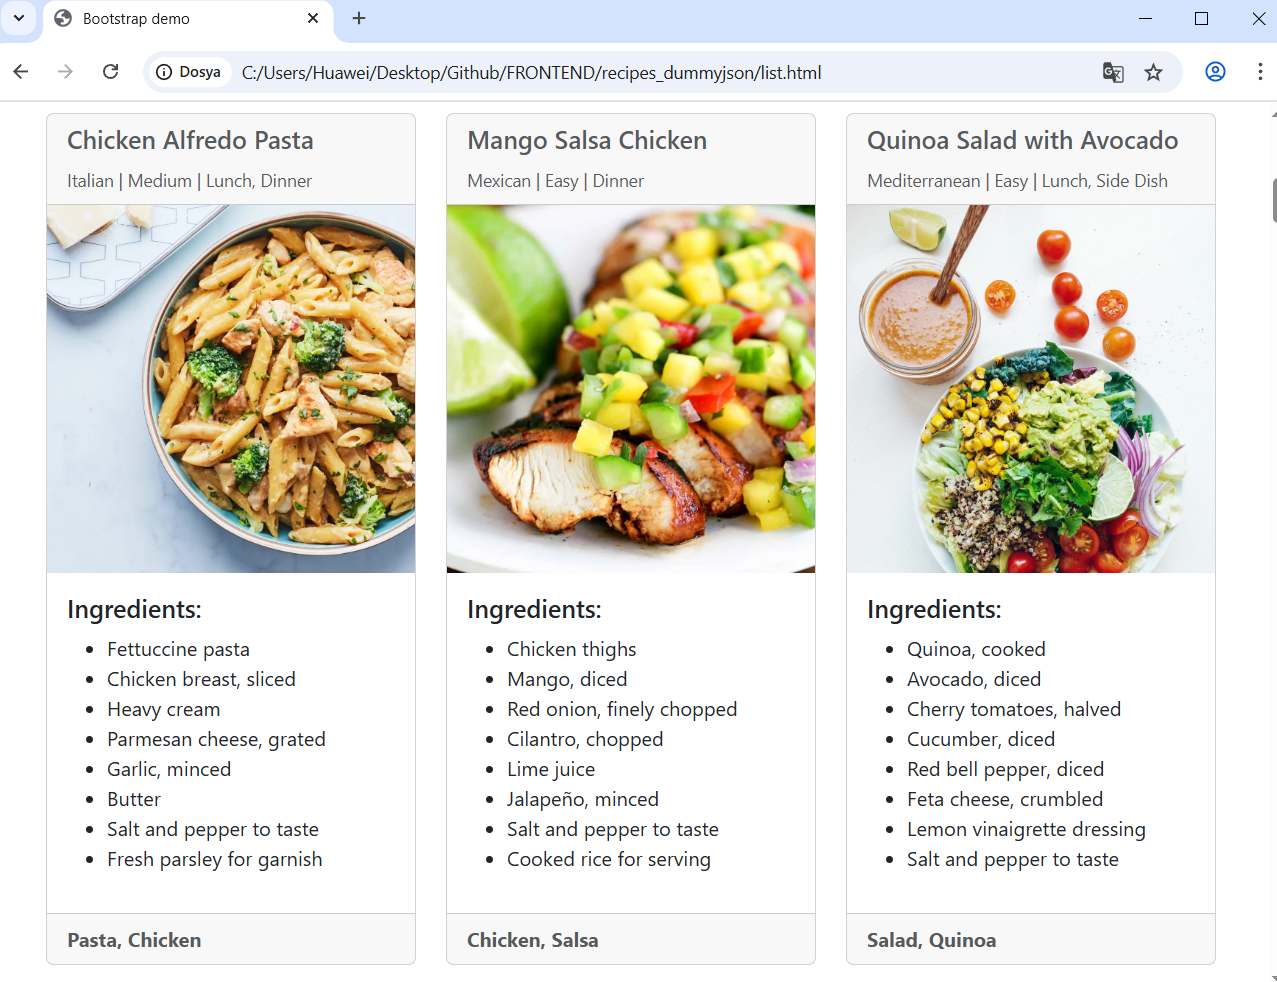 Bootstrap demo
Dosya
C:/Users/Huawei/Desktop/Github/FRONTEND/recipes_dummyjson/list.html
Chicken Alfredo Pasta
Italian | Medium | Lunch, Dinner
Ingredients:
Fettuccine pasta
Chicken breast, sliced
Heavy cream
Parmesan cheese, grated
Garlic, minced
Butter
Salt and pepper to taste
Fresh parsley for garnish
Pasta, Chicken
Mango Salsa Chicken
Mexican | Easy | Dinner
Ingredients:
Chicken thighs
Mango, diced
Red onion, finely chopped
Cilantro, chopped
Lime juice
Jalapeño, minced
Salt and pepper to taste
Cooked rice for serving
Chicken, Salsa
Quinoa Salad with Avocado
Mediterranean | Easy | Lunch, Side Dish
Ingredients:
Quinoa, cooked
Avocado, diced
Cherry tomatoes, halved
Cucumber, diced
Red bell pepper, diced
Feta cheese, crumbled
Lemon vinaigrette dressing
Salt and pepper to taste
Salad, Quinoa